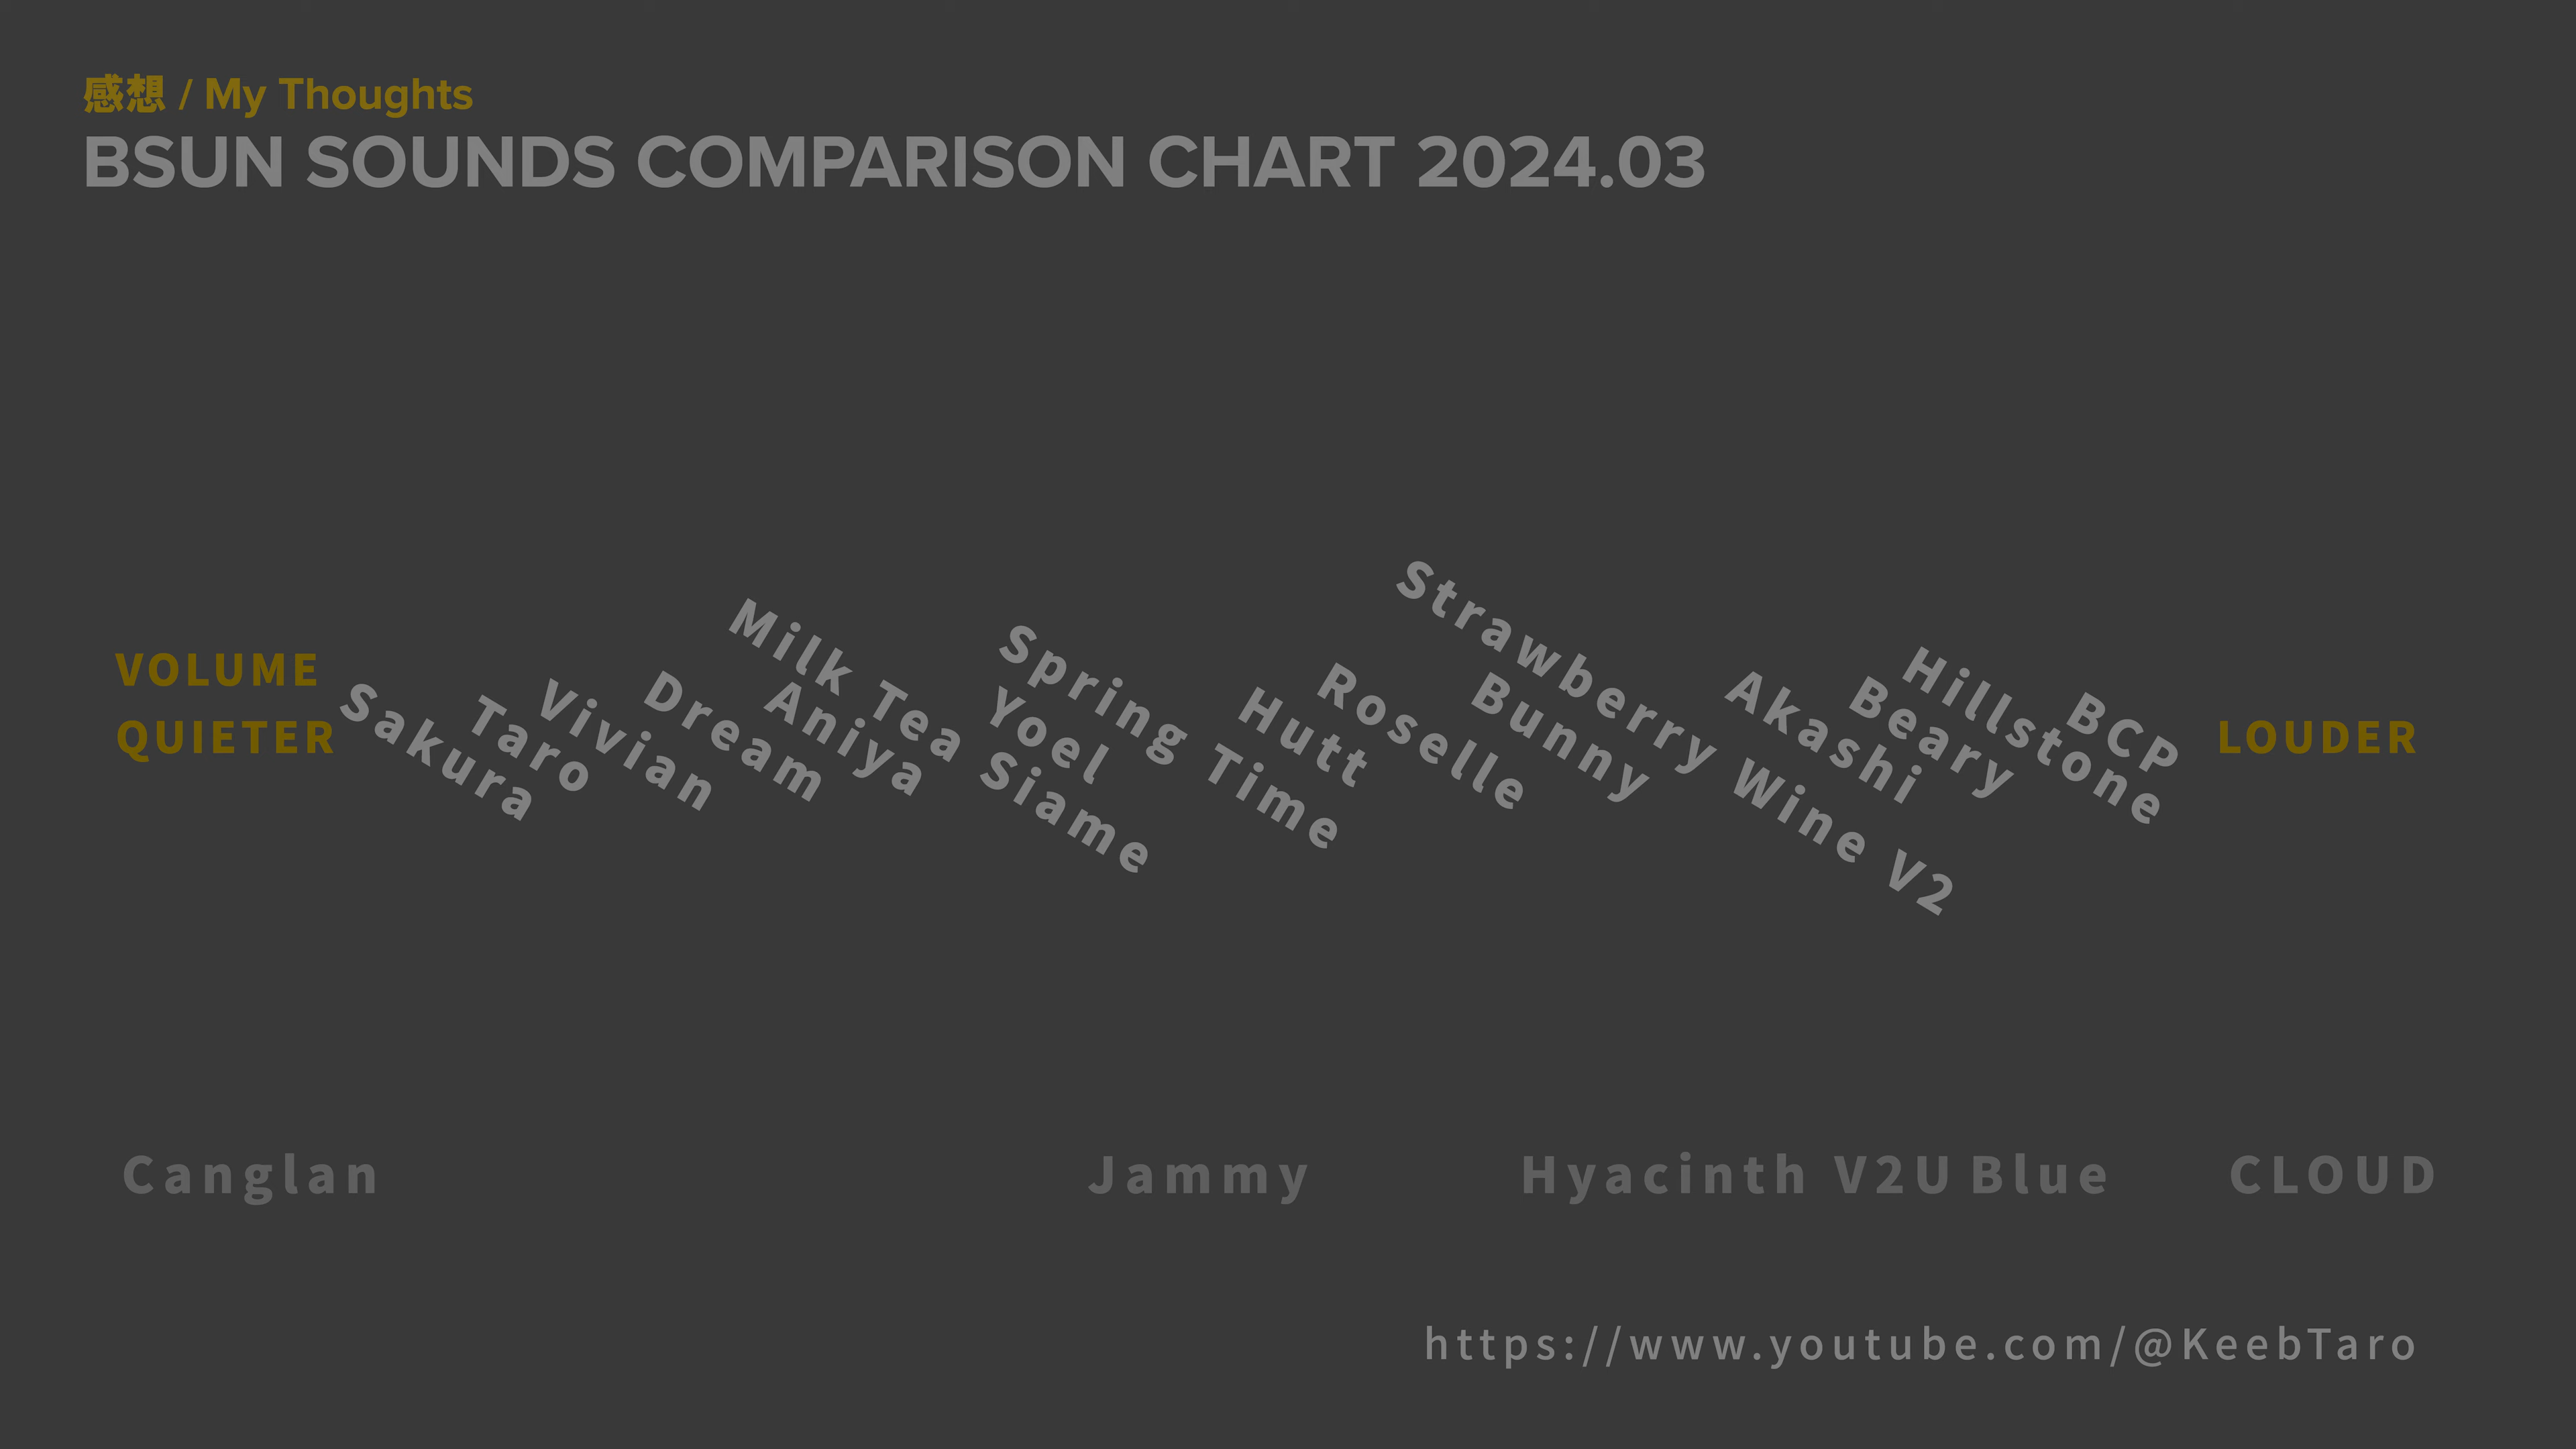 感想 / My Thoughts
BSUN SOUNDS COMPARISON CHART 2024.03
VOLUME
QUIETER
Sakura
Taro
Vivian
Dream
Aniya
Milk Tea Siame
Yoel
Spring Time
Hutt
Roselle
Bunny
Strawberry Wine V2
Akashi
Beary
Hillstone
BCP
LOUDER
Canglan
Jammy
Hyacinth V2U Blue
CLOUD
https://www.youtube.com/@KeebTaro